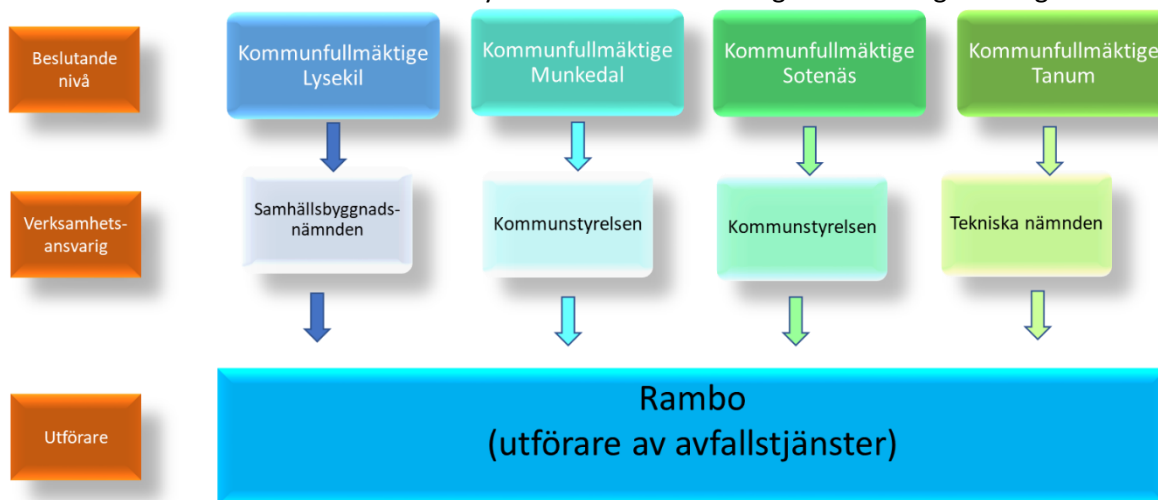 Beslutande
nivå
Kommunfullmäktige
Lysekil
Kommunfullmäktige
Munkedal
Kommunfullmäktige
Sotenäs
Kommunfullmäktige
Tanum
Verksamhets-
ansvarig
Samhällsbyggnads-
nämnden
Kommunstyrelsen
Kommunstyrelsen
Tekniska nämnden
Utförare
Rambo
(utförare av avfallstjänster)